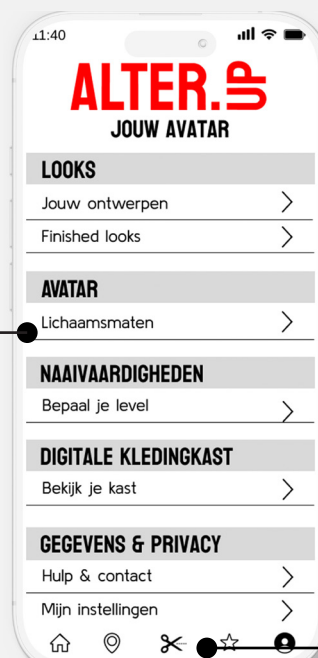 11:40
ALTER.UP
JOUW AVATAR
LOOKS
Jouw ontwerpen
Finished looks
AVATAR
Lichaamsmaten
NAAIVAARDIGHEDEN
Bepaal je level
DIGITALE KLEDINGKAST
Bekijk je kast
GEGEVENS & PRIVACY
Hulp & contact
Mijn instellingen